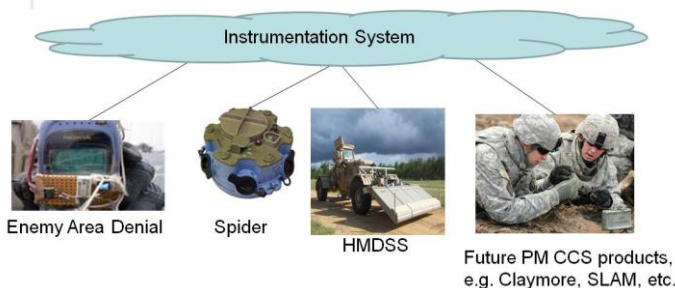 Instrumentation System
Enemy Area Denial
Spider
HMDSS
Future PM CCS products,
e.g. Claymore, SLAM, etc.